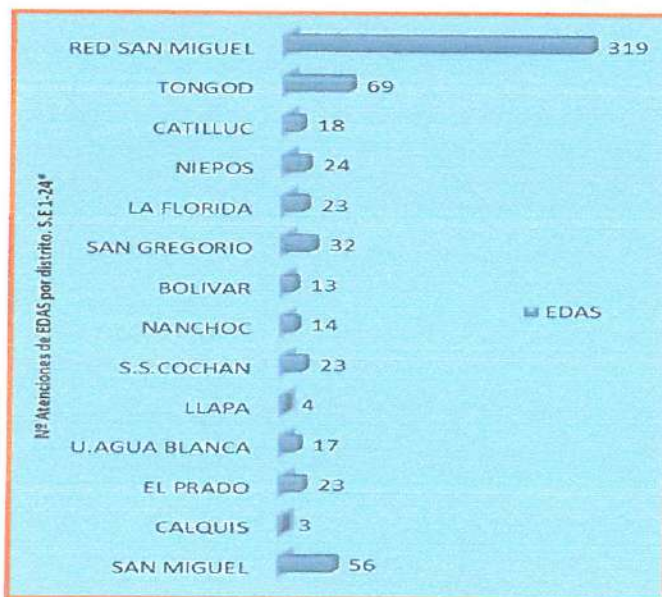 RED SAN MIGUEL 319
TONGOD 69
CATILLUC 18
NIEPOS 24
LA FLORIDA 23
SAN GREGORIO 32
BOLIVAR 13
NANCHOC 14
S.S.COCHAN 23
LLAPA 4
U.AGUA BLANCA 17
EL PRADO 23
CALQUIS 3
SAN MIGUEL 56
Nº Atenciones de EDAS por distrito. S.E 1-24*
EDAS